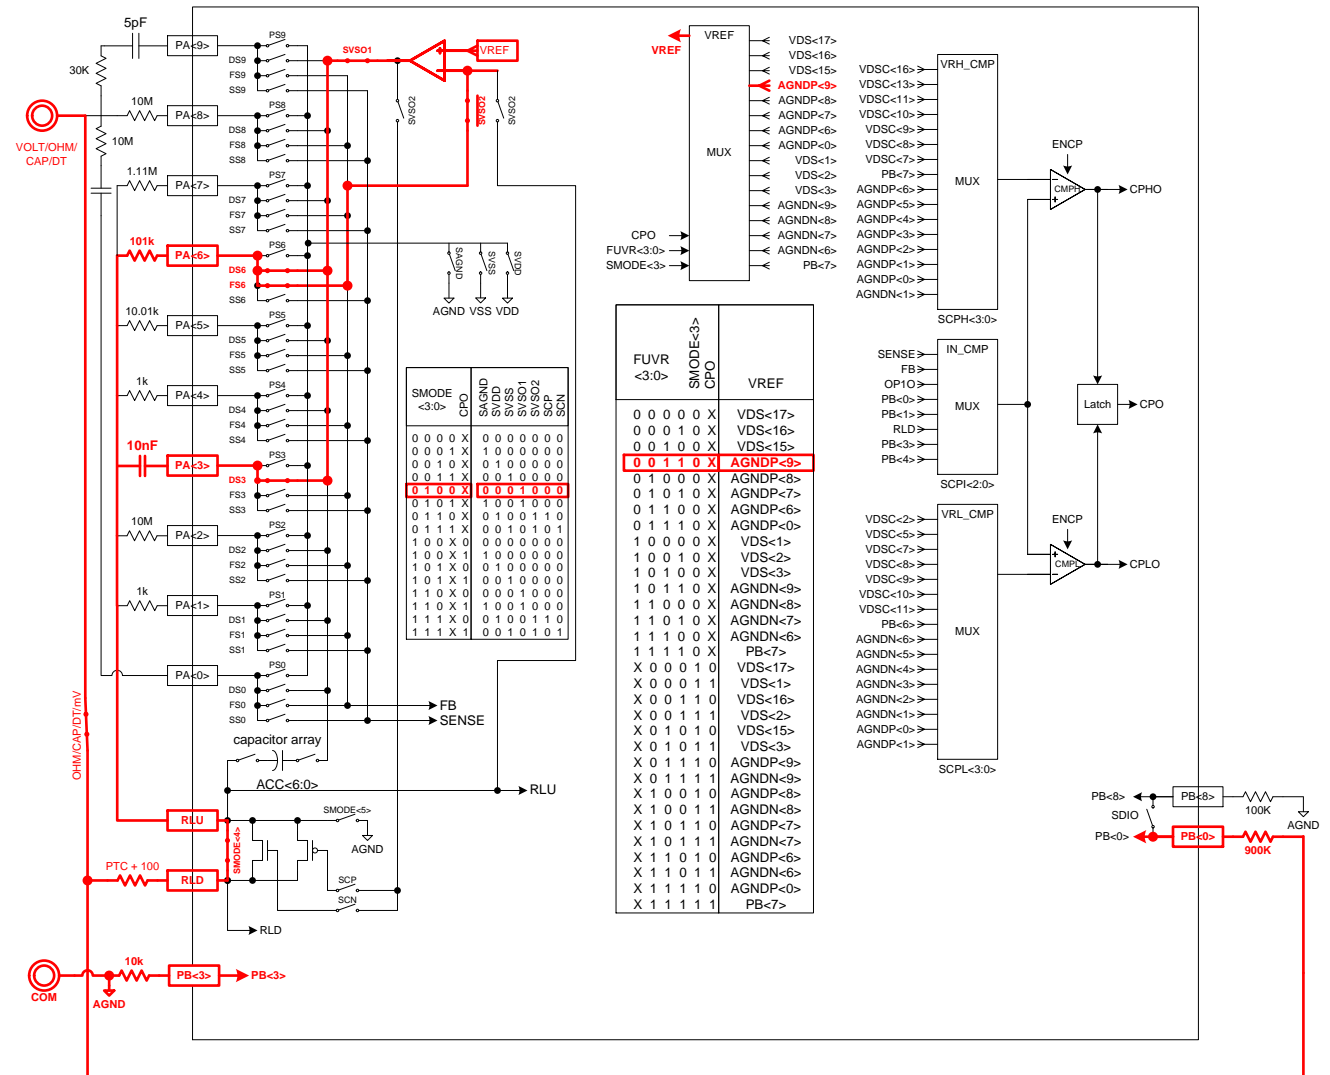 5pF
30K
10M
10M
VOLT/OHM/
CAP/DT
1.11M
101k
10.01k
1k
10nF
10M
1k
OHM/CAP/DT/mV
PTC + 100
10k
COM
AGND
PA<9>
PA<8>
PA<7>
PA<6>
PA<5>
PA<4>
PA<3>
PA<2>
PA<1>
PA<0>
RLU
RLD
PB<3>
PB<3>
PS9
DS9
FS9
SS9
PS8
DS8
FS8
SS8
PS7
DS7
FS7
SS7
PS6
DS6
FS6
SS6
PS5
DS5
FS5
SS5
PS4
DS4
FS4
SS4
PS3
DS3
FS3
SS3
PS2
DS2
FS2
SS2
PS1
DS1
FS1
SS1
PS0
DS0
FS0
SS0
FB
SENSE
capacitor array
ACC<6:0>
RLU
SMODE<5>
AGND
SMODE<4>
SCP
SCN
RLD
SVSO1
VREF
SVSO2
SVSO2
SVSO2
SAGND
SVSS
SVDD
AGND VSS VDD
SMODE
<3:0>
CPO
SAGND
SVDD
SVSS
SVSO1
SVSO2
SCP
SCN
0 0 0 0 X 0 0 0 0 0 0 0
0 0 0 1 X 1 0 0 0 0 0 0
0 0 1 0 X 0 1 0 0 0 0 0
0 0 1 1 X 0 0 1 0 0 0 0
0 1 0 0 X 0 0 0 1 0 0 0
0 1 0 1 X 1 0 0 1 0 0 0
0 1 1 0 X 0 0 1 0 1 1 0
0 1 1 1 X 0 0 1 0 1 0 1
1 0 0 X 0 0 0 0 0 0 0 0
1 0 0 X 1 1 0 0 0 0 0 0
1 0 1 X 0 0 1 0 0 0 0 0
1 0 1 X 1 0 0 1 0 0 0 0
1 1 0 X 0 0 0 0 1 0 0 0
1 1 0 X 1 1 0 0 1 0 0 0
1 1 1 X 0 0 1 0 0 1 1 0
1 1 1 X 1 0 0 1 0 1 0 1
VREF
VREF
MUX
VDS<17>
VDS<16>
VDS<15>
AGNDP<9>
AGNDP<8>
AGNDP<7>
AGNDP<6>
AGNDP<0>
VDS<1>
VDS<2>
VDS<3>
AGNDN<9>
AGNDN<8>
AGNDN<7>
AGNDN<6>
PB<7>
CPO
FUVR<3:0>
SMODE<3>
FUVR
<3:0>
SMODE<3>
CPO
VREF
0 0 0 0 0 X VDS<17>
0 0 0 1 0 X VDS<16>
0 0 1 0 0 X VDS<15>
0 0 1 1 0 X AGNDP<9>
0 1 0 0 0 X AGNDP<8>
0 1 0 1 0 X AGNDP<7>
0 1 1 0 0 X AGNDP<6>
0 1 1 1 0 X AGNDP<0>
1 0 0 0 0 X VDS<1>
1 0 0 1 0 X VDS<2>
1 0 1 0 0 X VDS<3>
1 0 1 1 0 X AGNDN<9>
1 1 0 0 0 X AGNDN<8>
1 1 0 1 0 X AGNDN<7>
1 1 1 0 0 X AGNDN<6>
1 1 1 1 0 X PB<7>
X 0 0 0 1 0 VDS<17>
X 0 0 0 1 1 VDS<1>
X 0 0 1 1 0 VDS<16>
X 0 0 1 1 1 VDS<2>
X 0 1 0 1 0 VDS<15>
X 0 1 0 1 1 VDS<3>
X 0 1 1 1 0 AGNDP<9>
X 0 1 1 1 1 AGNDN<9>
X 1 0 0 1 0 AGNDP<8>
X 1 0 0 1 1 AGNDN<8>
X 1 0 1 1 0 AGNDP<7>
X 1 0 1 1 1 AGNDN<7>
X 1 1 0 1 0 AGNDP<6>
X 1 1 0 1 1 AGNDN<6>
X 1 1 1 1 0 AGNDP<0>
X 1 1 1 1 1 PB<7>
VRH_CMP
MUX
VDSC<16>
VDSC<13>
VDSC<11>
VDSC<10>
VDSC<9>
VDSC<8>
VDSC<7>
PB<7>
AGNDP<6>
AGNDP<5>
AGNDP<4>
AGNDP<3>
AGNDP<2>
AGNDP<1>
AGNDP<0>
AGNDN<1>
SCPH<3:0>
ENCP
CMPH
CPHO
IN_CMP
MUX
SENSE
FB
OP1O
PB<0>
PB<1>
RLD
PB<3>
PB<4>
SCPI<2:0>
Latch
CPO
VRL_CMP
MUX
VDSC<2>
VDSC<5>
VDSC<7>
VDSC<8>
VDSC<9>
VDSC<10>
VDSC<11>
PB<6>
AGNDN<6>
AGNDN<5>
AGNDN<4>
AGNDN<3>
AGNDN<2>
AGNDN<1>
AGNDP<0>
AGNDP<1>
SCPL<3:0>
ENCP
CMPL
CPLO
PB<8>
PB<8>
100K
AGND
SDIO
PB<0>
PB<0>
900K